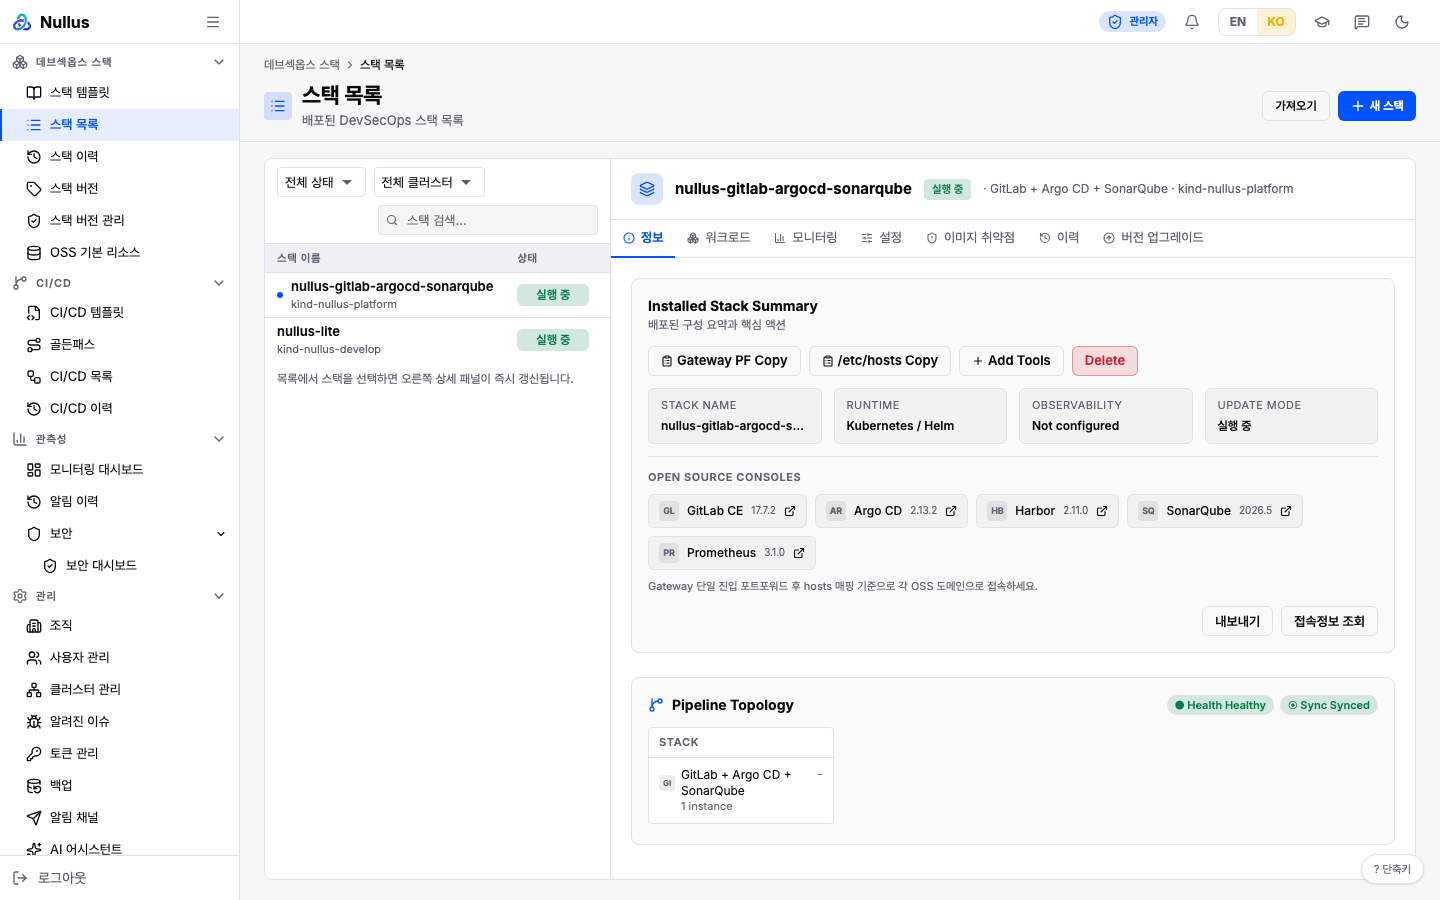 Nullus
관리자
EN
KO
데브섹옵스 스택
스택 템플릿
스택 목록
스택 이력
스택 버전
스택 버전 관리
OSS 기본 리소스
CI/CD
CI/CD 템플릿
골든패스
CI/CD 목록
CI/CD 이력
관측성
모니터링 대시보드
알림 이력
보안
보안 대시보드
관리
조직
사용자 관리
클러스터 관리
알려진 이슈
토큰 관리
백업
알림 채널
AI 어시스턴트
로그아웃
데브섹옵스 스택 > 스택 목록
스택 목록
배포된 DevSecOps 스택 목록
가져오기
+ 새 스택
전체 상태
전체 클러스터
스택 검색...
스택 이름
상태
nullus-gitlab-argocd-sonarqube
kind-nullus-platform
실행 중
nullus-lite
kind-nullus-develop
실행 중
목록에서 스택을 선택하면 오른쪽 상세 패널이 즉시 갱신됩니다.
nullus-gitlab-argocd-sonarqube
실행 중
· GitLab + Argo CD + SonarQube · kind-nullus-platform
정보
워크로드
모니터링
설정
이미지 취약점
이력
버전 업그레이드
Installed Stack Summary
배포된 구성 요약과 핵심 액션
Gateway PF Copy
/etc/hosts Copy
+ Add Tools
Delete
STACK NAME
nullus-gitlab-argocd-s...
RUNTIME
Kubernetes / Helm
OBSERVABILITY
Not configured
UPDATE MODE
실행 중
OPEN SOURCE CONSOLES
GL GitLab CE 17.7.2
AR Argo CD 2.13.2
HB Harbor 2.11.0
SQ SonarQube 2026.5
PR Prometheus 3.1.0
Gateway 단일 진입 포트포워드 후 hosts 매핑 기준으로 각 OSS 도메인으로 접속하세요.
내보내기
접속정보 조회
Pipeline Topology
Health Healthy
Sync Synced
STACK
GI
GitLab + Argo CD +
SonarQube
1 instance
–
? 단축키